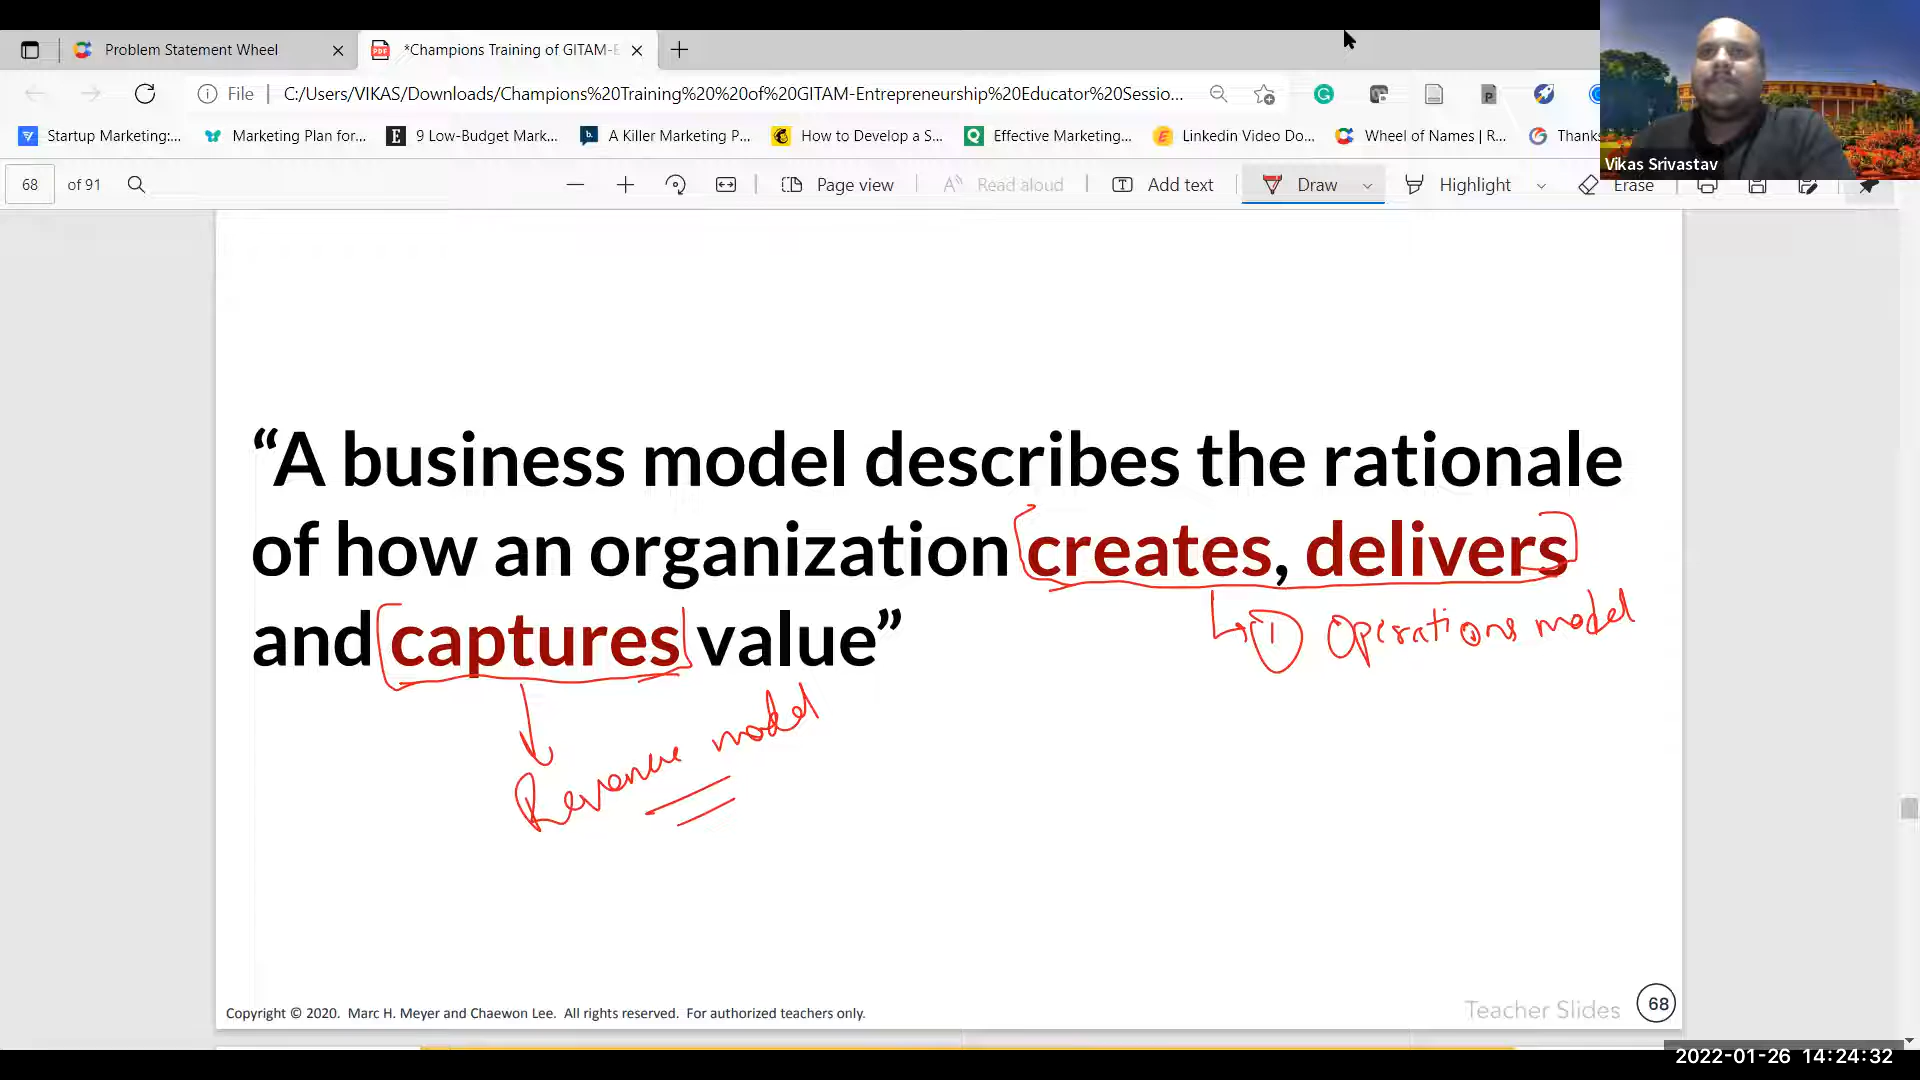 Problem Statement Wheel
*Champions Training of GITAM-E
File
C:/Users/VIKAS/Downloads/Champions%20Training%20%20of%20GITAM-Entrepreneurship%20Educator%20Sessio...
Startup Marketing:...
Marketing Plan for...
9 Low-Budget Mark...
A Killer Marketing P...
How to Develop a S...
Effective Marketing...
Linkedin Video Do...
Wheel of Names | R...
Thanks
Vikas Srivastav
68 of 91
Page view
Read aloud
Add text
Draw
Highlight
Erase
“A business model describes the rationale
of how an organization creates, delivers
and captures value”
1 Operations model
Revenue model
Copyright © 2020. Marc H. Meyer and Chaewon Lee. All rights reserved. For authorized teachers only.
Teacher Slides 68
2022-01-26 14:24:32